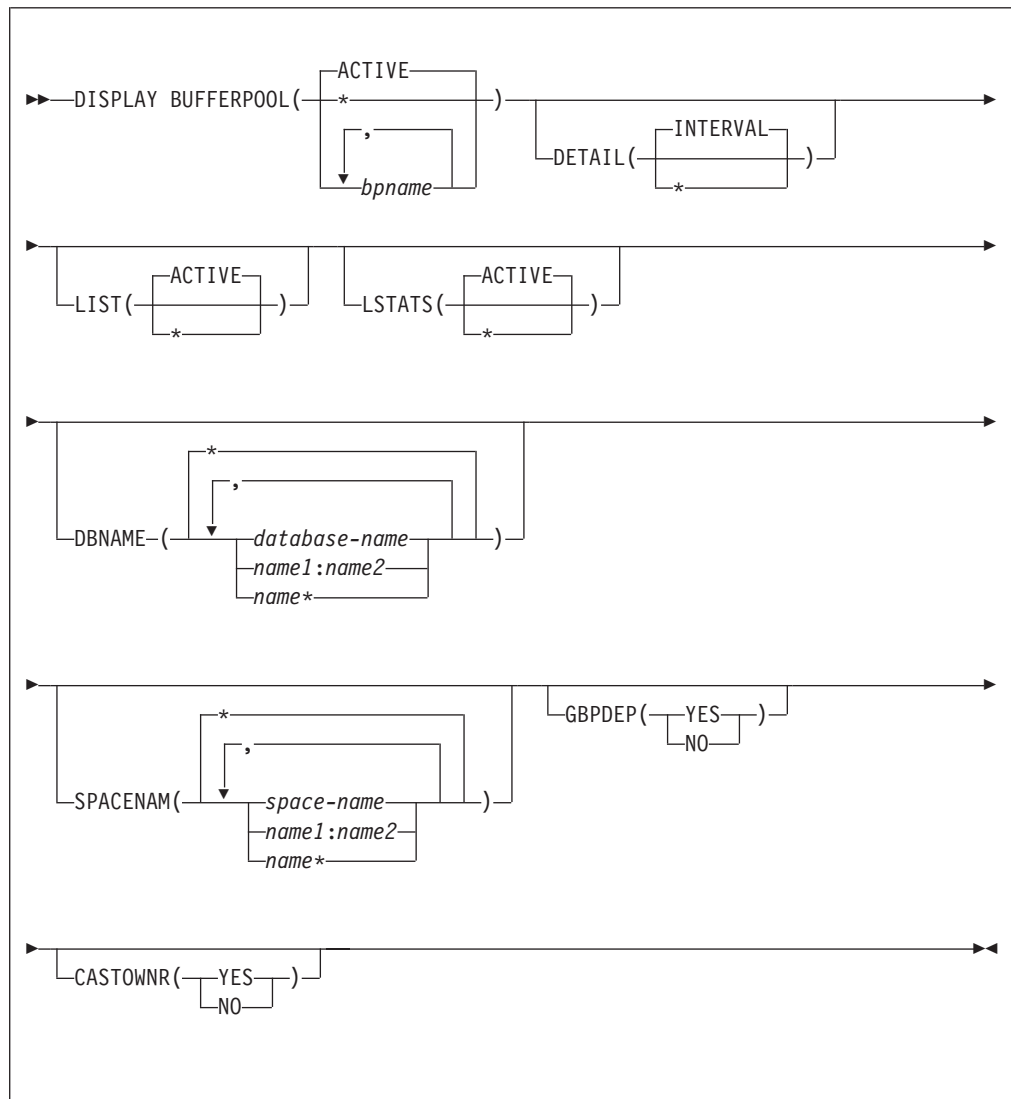 ACTIVE
DISPLAY BUFFERPOOL( * )
,
bpname
INTERVAL
DETAIL( )
*
ACTIVE
LIST( )
*
ACTIVE
LSTATS( )
*
*
,
DBNAME ( database-name )
name1:name2
name*
*
,
SPACENAM( space-name )
name1:name2
name*
GBPDEP( YES )
NO
CASTOWNR( YES )
NO